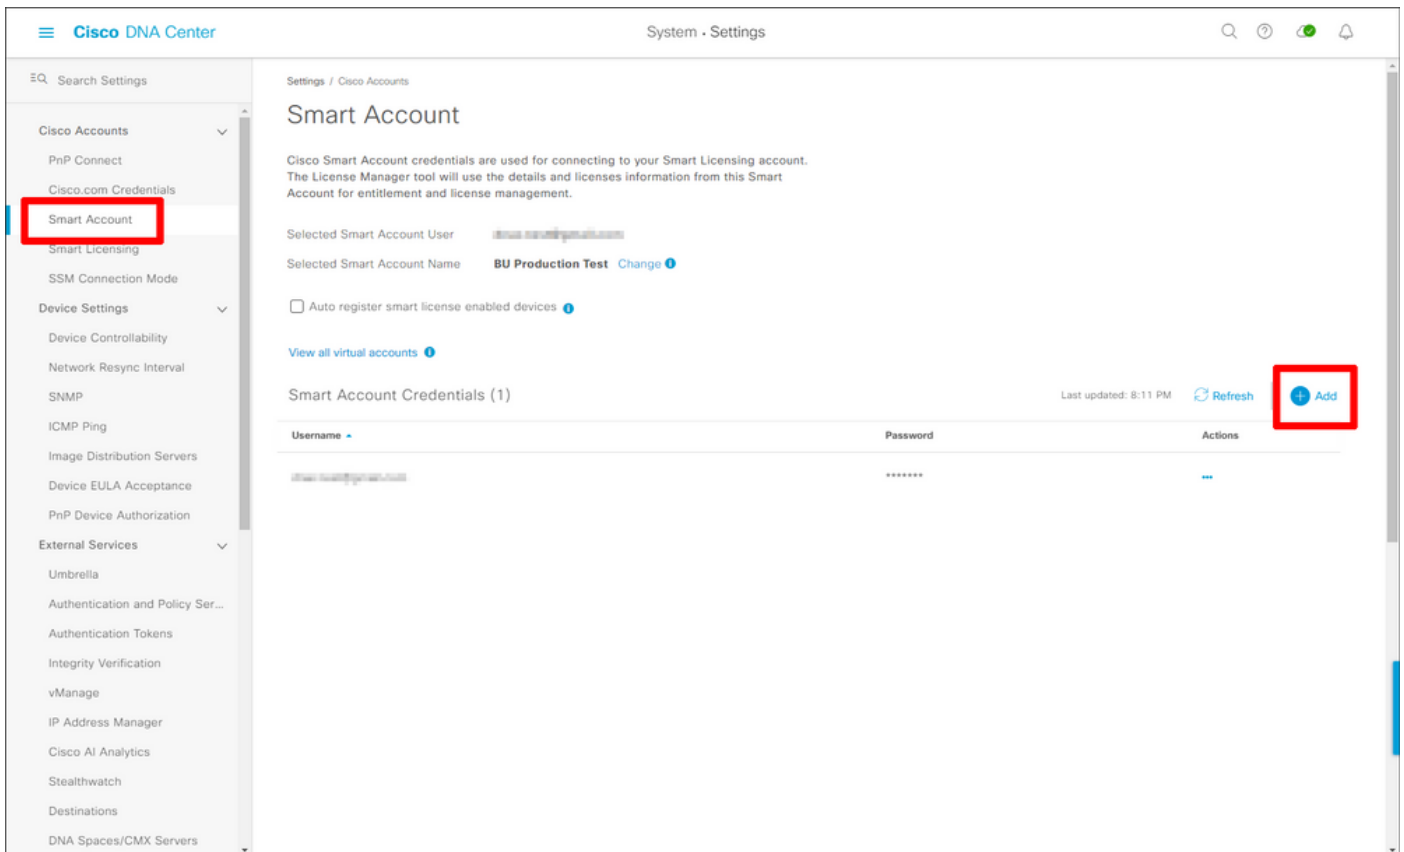 Cisco DNA Center
System · Settings
Search Settings
Cisco Accounts
PnP Connect
Cisco.com Credentials
Smart Account
Smart Licensing
SSM Connection Mode
Device Settings
Device Controllability
Network Resync Interval
SNMP
ICMP Ping
Image Distribution Servers
Device EULA Acceptance
PnP Device Authorization
External Services
Umbrella
Authentication and Policy Ser...
Authentication Tokens
Integrity Verification
vManage
IP Address Manager
Cisco AI Analytics
Stealthwatch
Destinations
DNA Spaces/CMX Servers
Settings / Cisco Accounts
Smart Account
Cisco Smart Account credentials are used for connecting to your Smart Licensing account.
The License Manager tool will use the details and licenses information from this Smart
Account for entitlement and license management.
Selected Smart Account User
Selected Smart Account Name BU Production Test Change
Auto register smart license enabled devices
View all virtual accounts
Smart Account Credentials (1) Last updated: 8:11 PM Refresh Add
Username Password Actions
*******